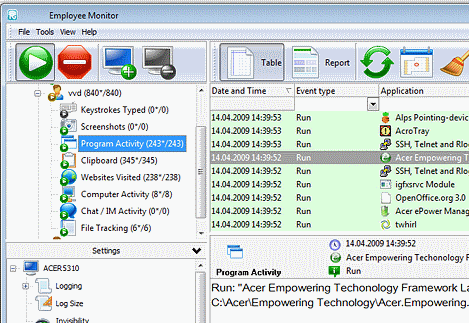 Employee Monitor
File Tools View Help
Table
Report
vvd (840*/840)
Keystrokes Typed (0*/0)
Screenshots (0*/0)
Program Activity (243*/243)
Clipboard (345*/345)
Websites Visited (238*/238)
Computer Activity (8*/8)
Chat / IM Activity (0*/0)
File Tracking (6*/6)
Settings
ACER5310
Logging
Log Size
Invisibility
Date and Time Event type Application
14.04.2009 14:39:53 Run Alps Pointing-device
14.04.2009 14:39:53 Run AcroTray
14.04.2009 14:39:53 Run SSH, Telnet and Rlo
14.04.2009 14:39:52 Run Acer Empowering T
14.04.2009 14:39:52 Run SSH, Telnet and Rlo
14.04.2009 14:39:52 Run igfxsrvc Module
14.04.2009 14:39:52 Run OpenOffice.org 3.0
14.04.2009 14:39:52 Run Acer ePower Manag
14.04.2009 14:39:52 Run twhirl
Program Activity
14.04.2009 14:39:52
Acer Empowering Technology Fram
Run
Run: "Acer Empowering Technology Framework La
C:\Acer\Empowering Technology\Acer.Empowering.